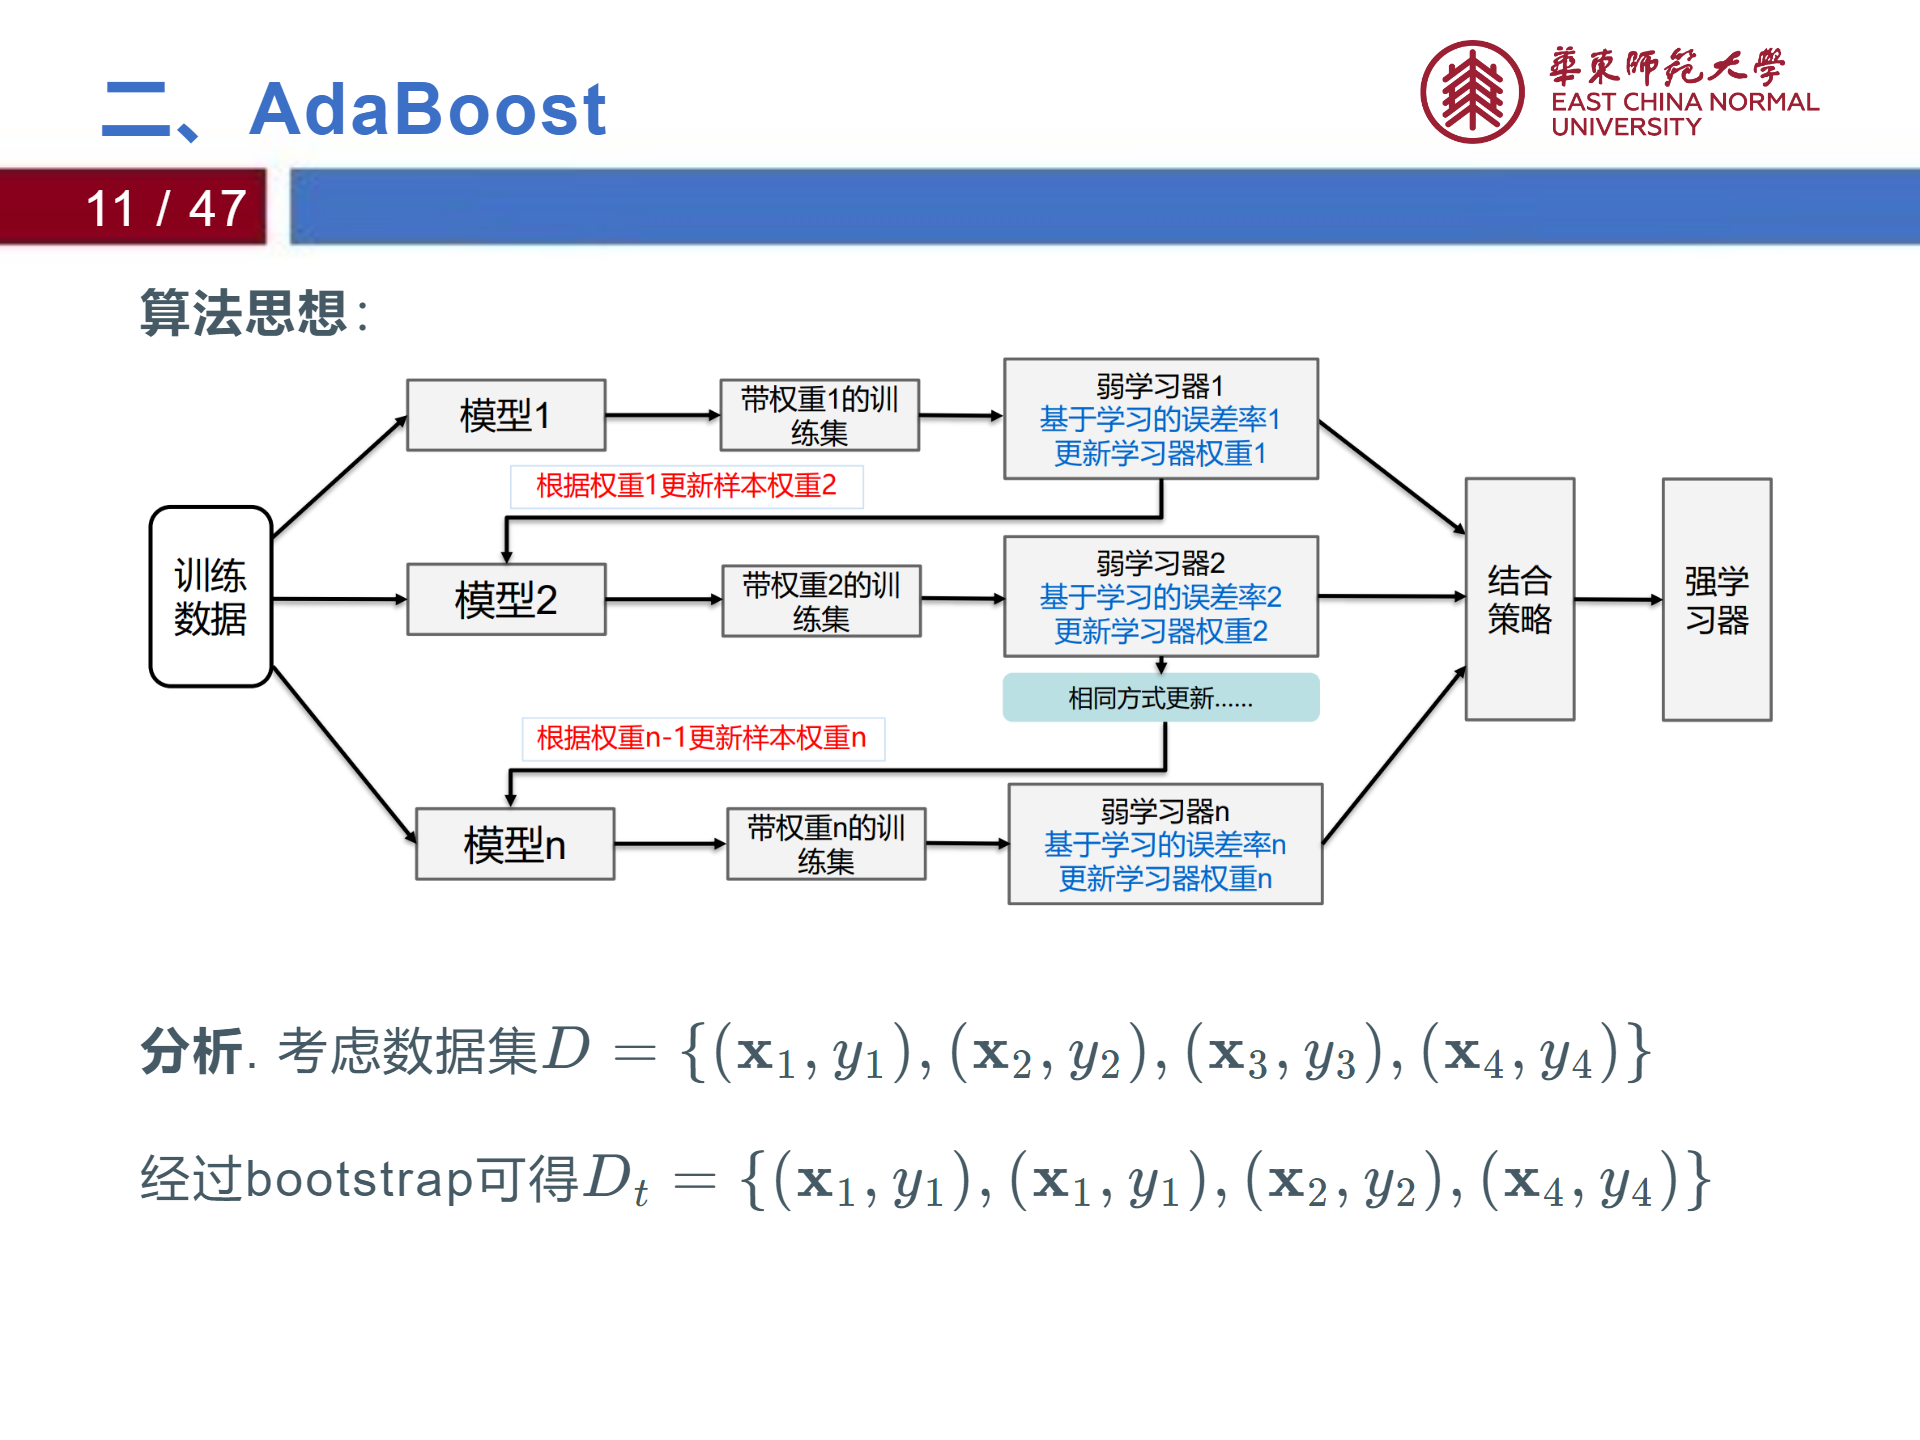 二、AdaBoost
華東師範大學
EAST CHINA NORMAL
UNIVERSITY
11 / 47
算法思想：
模型1
带权重1的训
练集
弱学习器1
基于学习的误差率1
更新学习器权重1
根据权重1更新样本权重2
训练
数据
模型2
带权重2的训
练集
弱学习器2
基于学习的误差率2
更新学习器权重2
结合
策略
强学
习器
相同方式更新......
根据权重n-1更新样本权重n
模型n
带权重n的训
练集
弱学习器n
基于学习的误差率n
更新学习器权重n
分析. 考虑数据集D = {(x₁, y₁), (x₂, y₂), (x₃, y₃), (x₄, y₄)}
经过bootstrap可得Dₜ = {(x₁, y₁), (x₁, y₁), (x₂, y₂), (x₄, y₄)}